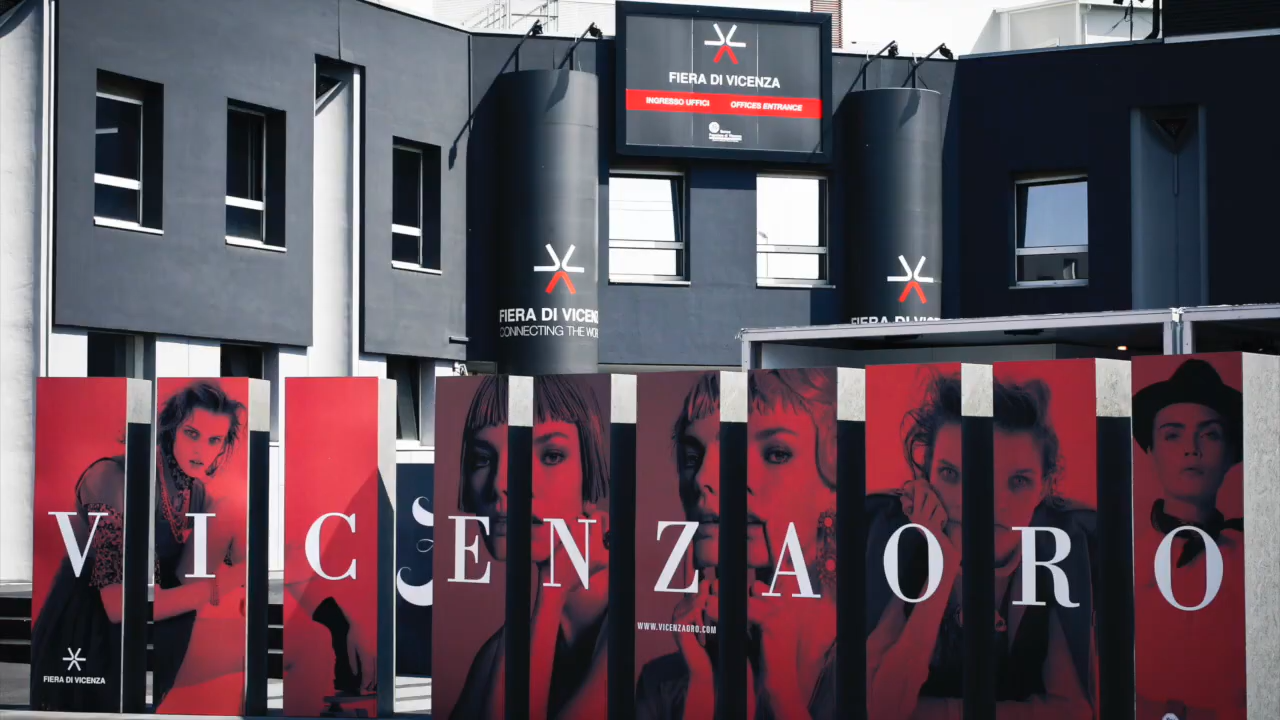 FIERA DI VICENZA
INGRESSO UFFICI OFFICES ENTRANCE
FIERA DI VICENZ
CONNECTING THE WO
FIERA DI VICE
VICENZAORO
WWW.VICENZAORO.COM
FIERA DI VICENZA